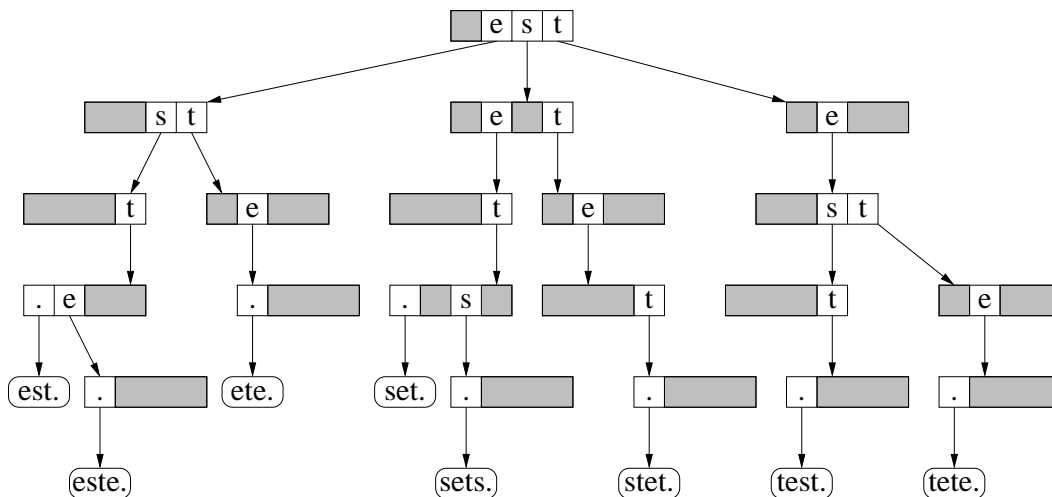 e s t
s t e t e
t e t e s t
. e . . s t t e
est. . ete. set. . . . .
este. sets. stet. test. tete.